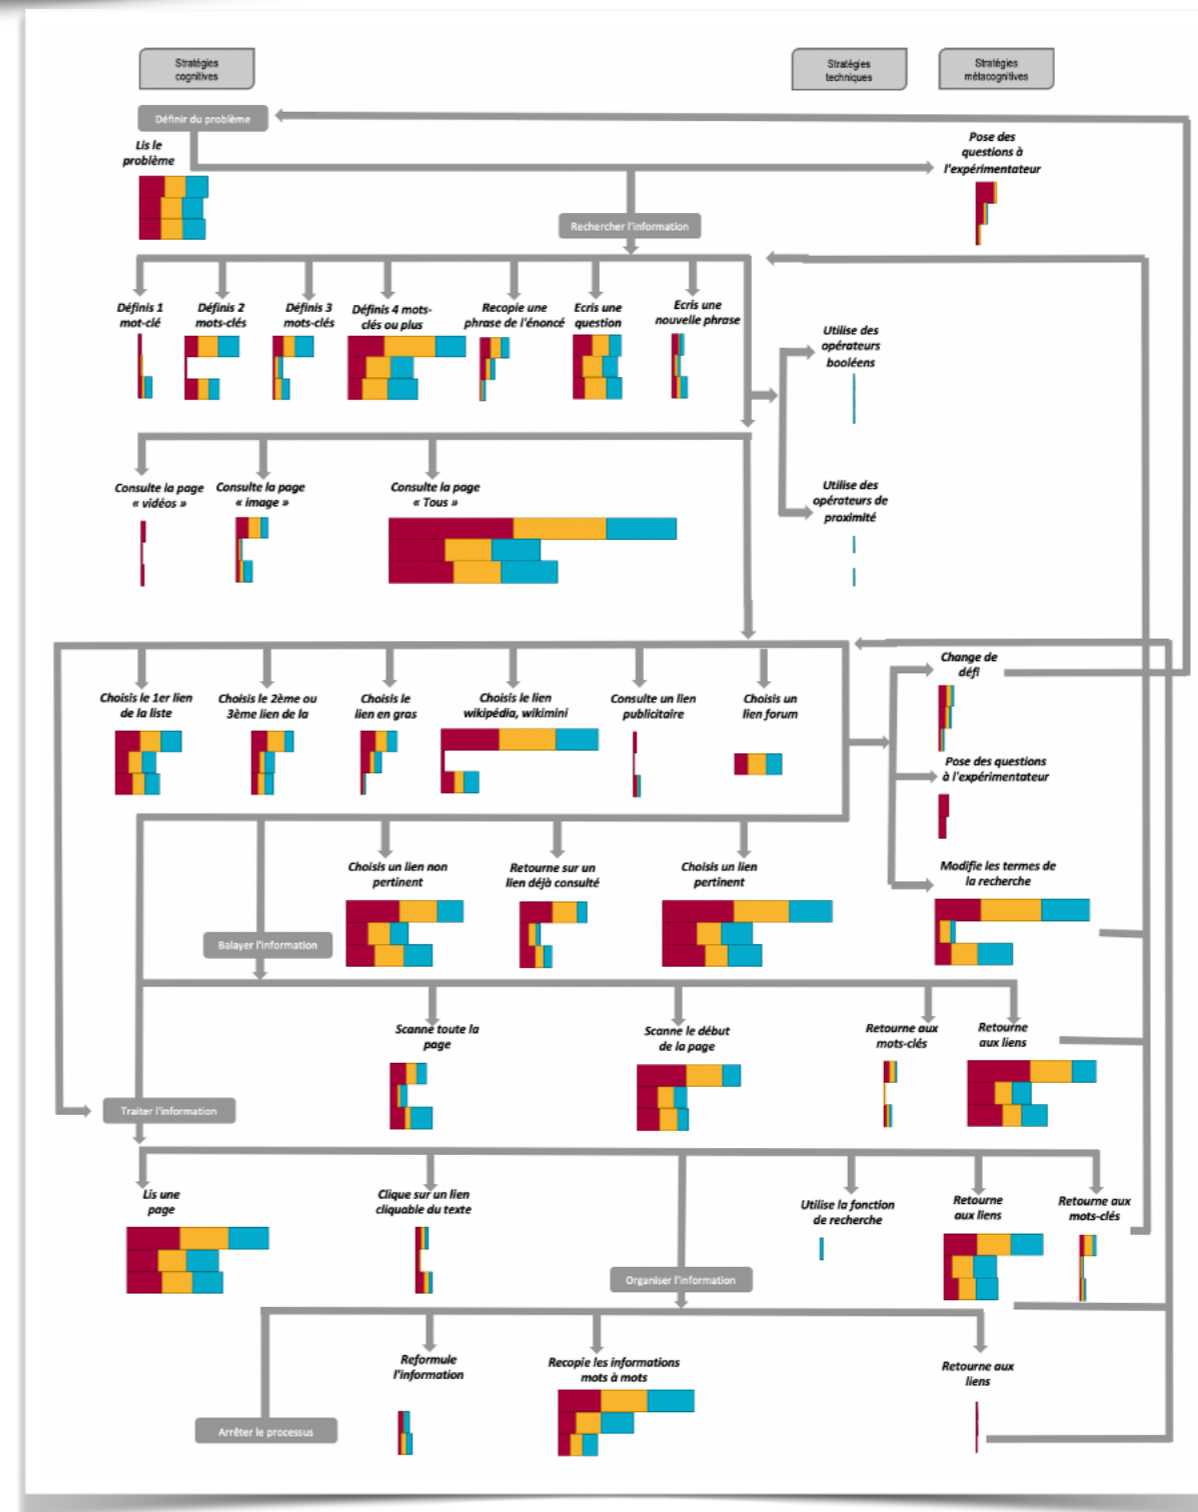 Stratégies
cognitives
Stratégies
techniques
Stratégies
métacognitives
Définir du problème
Lis le
problème
Pose des
questions à
l'expérimentateur
Rechercher l'information
Définis 1
mot-clé
Définis 2
mots-clés
Définis 3
mots-clés
Définis 4 mots-
clés ou plus
Recopie une
phrase de l'énoncé
Ecris une
question
Ecris une
nouvelle phrase
Utilise des
opérateurs
booléens
Consulte la page
« vidéos »
Consulte la page
« image »
Consulte la page
« Tous »
Utilise des
opérateurs de
proximité
Choisis le 1er lien
de la liste
Choisis le 2ème ou
3ème lien de la
Choisis le
lien en gras
Choisis le lien
wikipédia, wikimini
Consulte un lien
publicitaire
Choisis un
lien forum
Change de
défi
Pose des questions
à l'expérimentateur
Choisis un lien non
pertinent
Retourne sur un
lien déjà consulté
Choisis un lien
pertinent
Modifie les termes de
la recherche
Balayer l'information
Scanne toute la
page
Scanne le début
de la page
Retourne aux
mots-clés
Retourne
aux liens
Traiter l'information
Lis une
page
Clique sur un lien
cliquable du texte
Utilise la fonction
de recherche
Retourne
aux liens
Retourne aux
mots-clés
Organiser l'information
Reformule
l'information
Recopie les informations
mots à mots
Retourne aux
liens
Arrêter le processus